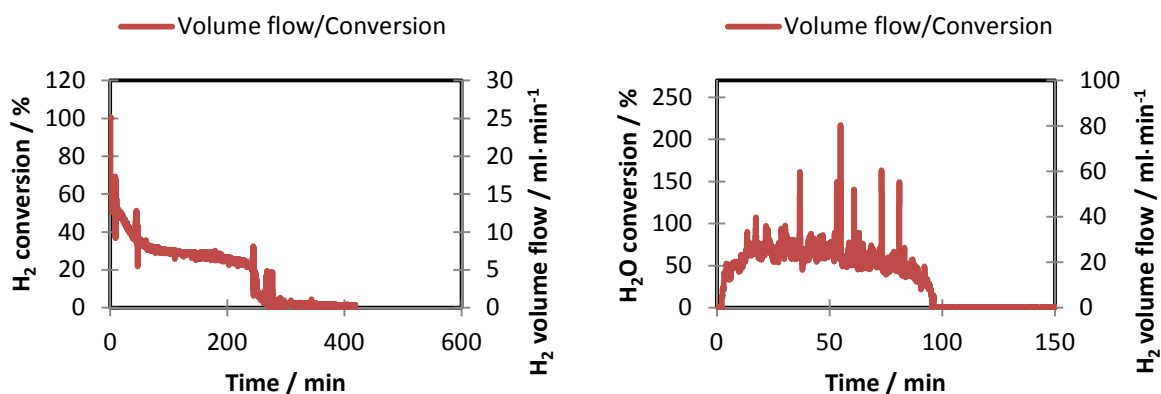 Volume flow/Conversion
H₂ conversion / %
120
100
80
60
40
20
0
30
25
20
15
10
5
0
H₂ volume flow / ml·min⁻¹
0 200 400 600
Time / min
Volume flow/Conversion
H₂O conversion / %
250
200
150
100
50
0
100
80
60
40
20
0
H₂ volume flow / ml·min⁻¹
0 50 100 150
Time / min